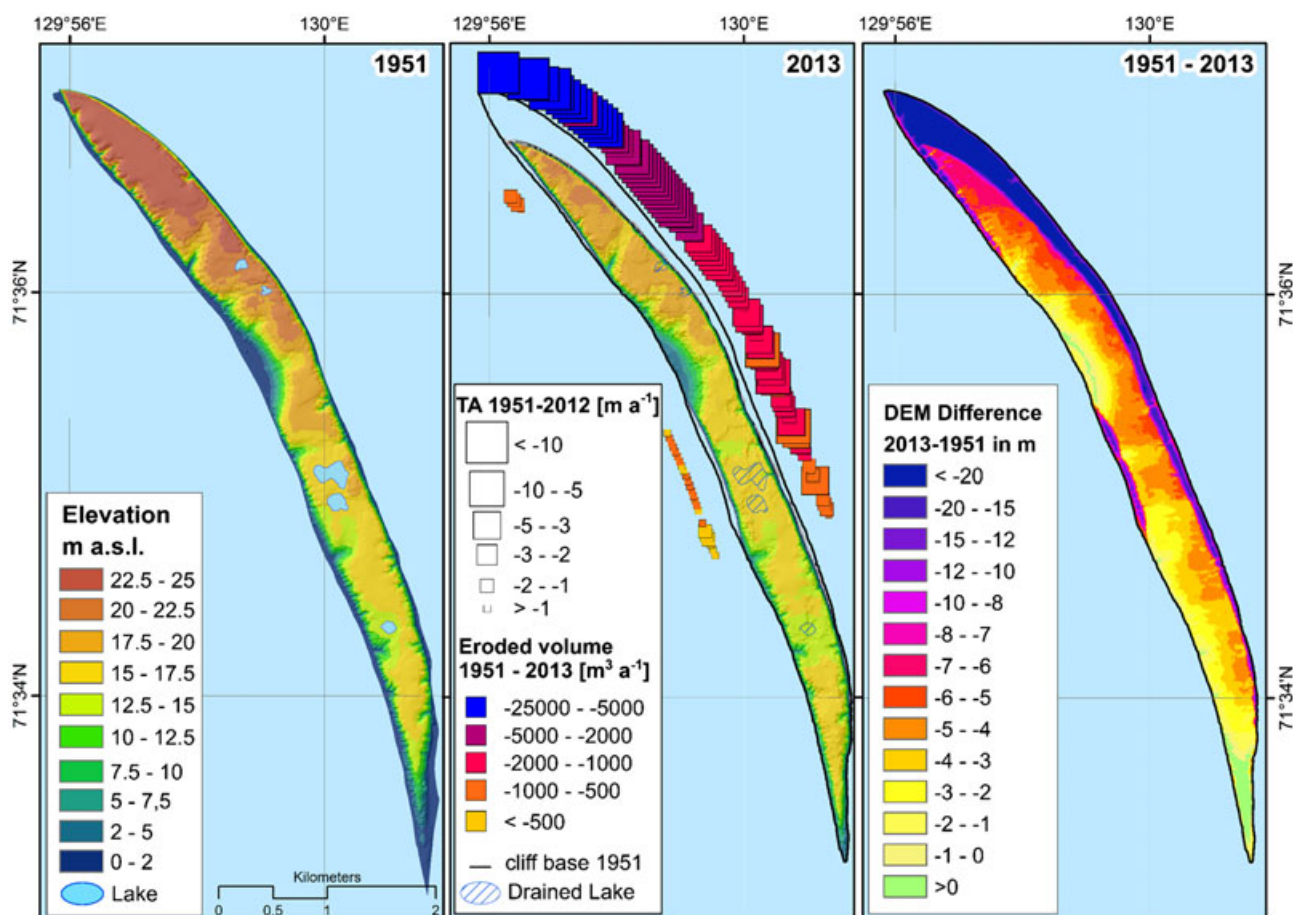 129°56'E
130°E
129°56'E
130°E
129°56'E
130°E
1951
2013
1951 - 2013
71°36'N
71°36'N
71°34'N
71°34'N
Elevation
m a.s.l.
22.5 - 25
20 - 22.5
17.5 - 20
15 - 17.5
12.5 - 15
10 - 12.5
7.5 - 10
5 - 7,5
2 - 5
0 - 2
Lake
Kilometers
0 0.5 1 2
TA 1951-2012 [m a⁻¹]
< -10
-10 - -5
-5 - -3
-3 - -2
-2 - -1
> -1
Eroded volume
1951 - 2013 [m³ a⁻¹]
-25000 - -5000
-5000 - -2000
-2000 - -1000
-1000 - -500
< -500
cliff base 1951
Drained Lake
DEM Difference
2013-1951 in m
< -20
-20 - -15
-15 - -12
-12 - -10
-10 - -8
-8 - -7
-7 - -6
-6 - -5
-5 - -4
-4 - -3
-3 - -2
-2 - -1
-1 - 0
>0